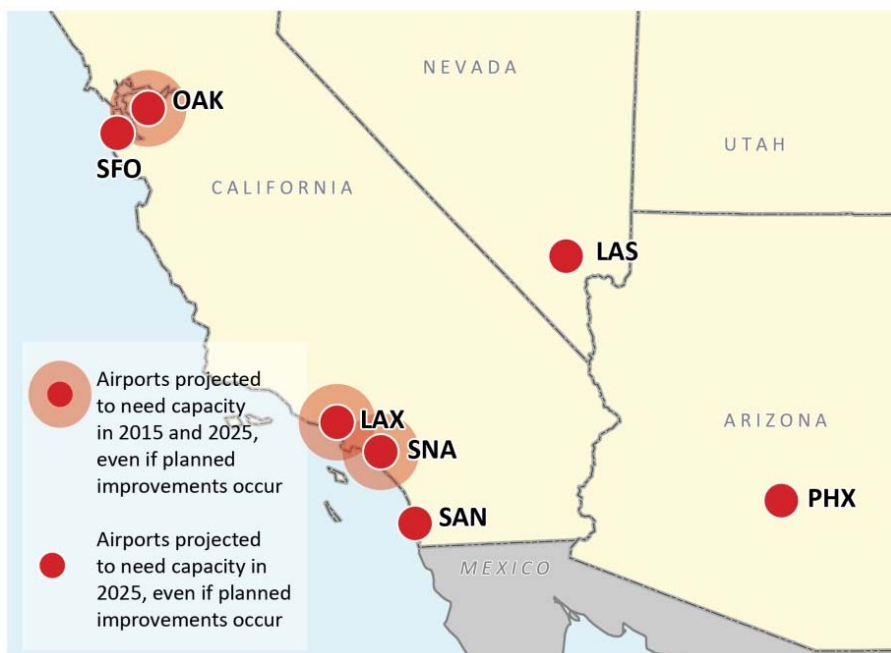 NEVADA
OAK
UTAH
SFO
CALIFORNIA
LAS
Airports projected
to need capacity
in 2015 and 2025,
even if planned
improvements occur
LAX
ARIZONA
SNA
PHX
SAN
Airports projected
to need capacity in
2025, even if planned
improvements occur
MEXICO